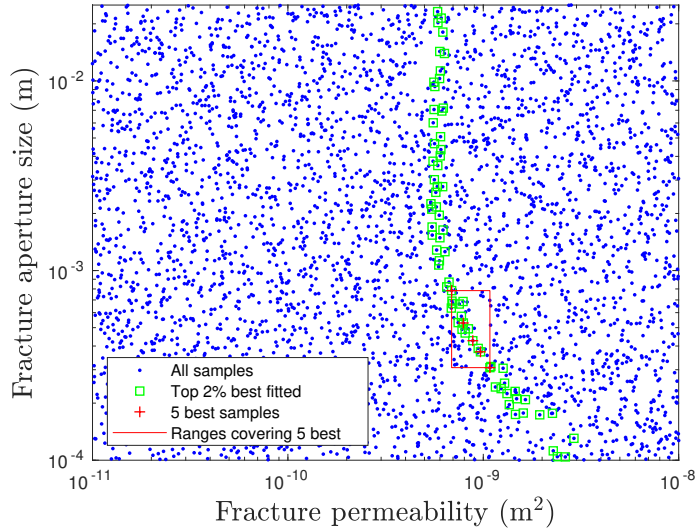 Fracture aperture size (m)
10⁻²
10⁻³
10⁻⁴
All samples
Top 2% best fitted
5 best samples
Ranges covering 5 best
10⁻¹¹ 10⁻¹⁰ 10⁻⁹ 10⁻⁸
Fracture permeability (m²)